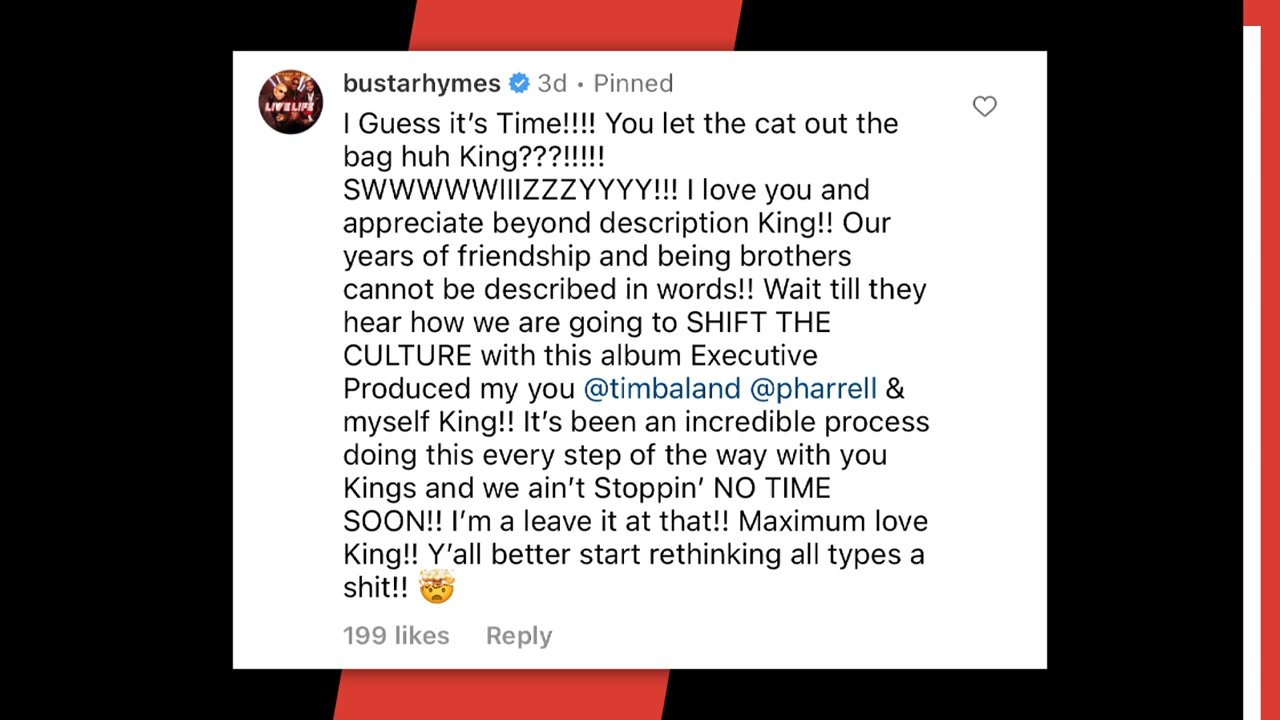 bustarhymes 3d • Pinned
I Guess it's Time!!!! You let the cat out the
bag huh King???!!!!!
SWWWWWIIIZZZYYYY!!! I love you and
appreciate beyond description King!! Our
years of friendship and being brothers
cannot be described in words!! Wait till they
hear how we are going to SHIFT THE
CULTURE with this album Executive
Produced my you @timbaland @pharrell &
myself King!! It's been an incredible process
doing this every step of the way with you
Kings and we ain't Stoppin' NO TIME
SOON!! I'm a leave it at that!! Maximum love
King!! Y'all better start rethinking all types a
shit!! 🤯
199 likes Reply
LIVE LIFE